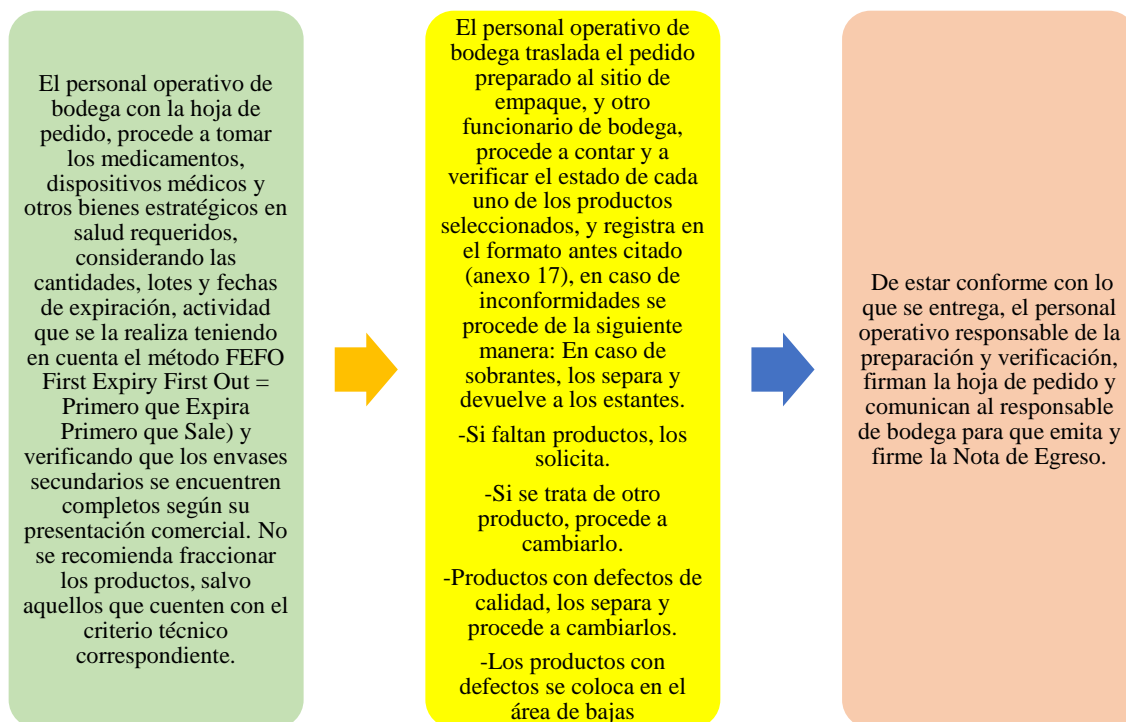 El personal operativo de
bodega con la hoja de
pedido, procede a tomar
los medicamentos,
dispositivos médicos y
otros bienes estratégicos en
salud requeridos,
considerando las
cantidades, lotes y fechas
de expiración, actividad
que se la realiza teniendo
en cuenta el método FEFO
First Expiry First Out =
Primero que Expira
Primero que Sale) y
verificando que los envases
secundarios se encuentren
completos según su
presentación comercial. No
se recomienda fraccionar
los productos, salvo
aquellos que cuenten con el
criterio técnico
correspondiente.
El personal operativo de
bodega traslada el pedido
preparado al sitio de
empaque, y otro
funcionario de bodega,
procede a contar y a
verificar el estado de cada
uno de los productos
seleccionados, y registra en
el formato antes citado
(anexo 17), en caso de
inconformidades se
procede de la siguiente
manera: En caso de
sobrantes, los separa y
devuelve a los estantes.
-Si faltan productos, los
solicita.
-Si se trata de otro
producto, procede a
cambiarlo.
-Productos con defectos de
calidad, los separa y
procede a cambiarlos.
-Los productos con
defectos se coloca en el
área de bajas
De estar conforme con lo
que se entrega, el personal
operativo responsable de la
preparación y verificación,
firman la hoja de pedido y
comunican al responsable
de bodega para que emita y
firme la Nota de Egreso.